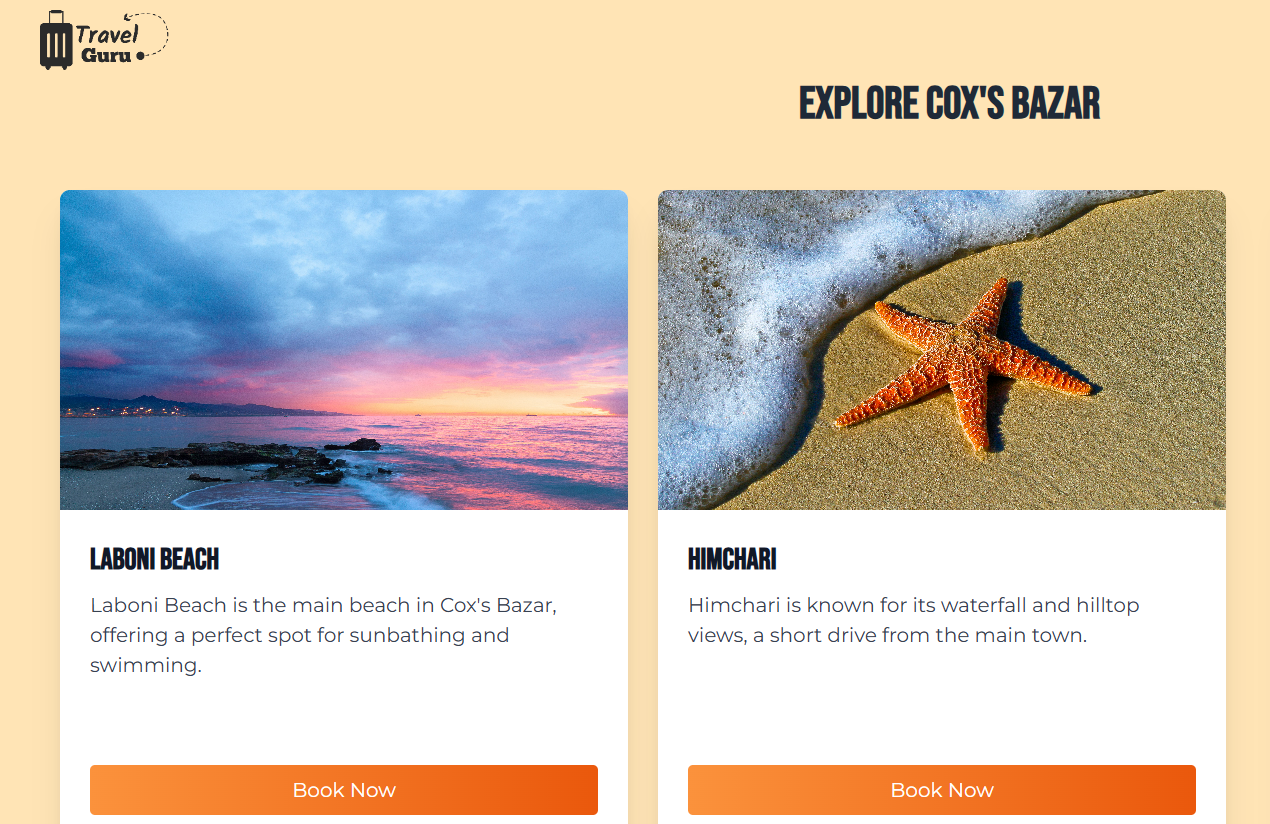 Travel
Guru
EXPLORE COX'S BAZAR
LABONI BEACH
Laboni Beach is the main beach in Cox's Bazar,
offering a perfect spot for sunbathing and
swimming.
Book Now
HIMCHARI
Himchari is known for its waterfall and hilltop
views, a short drive from the main town.
Book Now